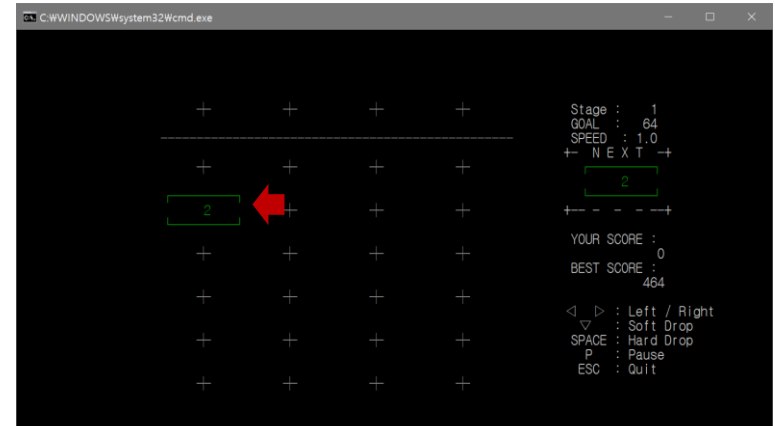 C:₩WINDOWS₩system32₩cmd.exe
Stage : 1
GOAL : 64
SPEED : 1.0
+- N E X T -+
2
2
+-- - - - --+
YOUR SCORE :
0
BEST SCORE :
464
◁ ▷ : Left / Right
▽ : Soft Drop
SPACE : Hard Drop
P : Pause
ESC : Quit